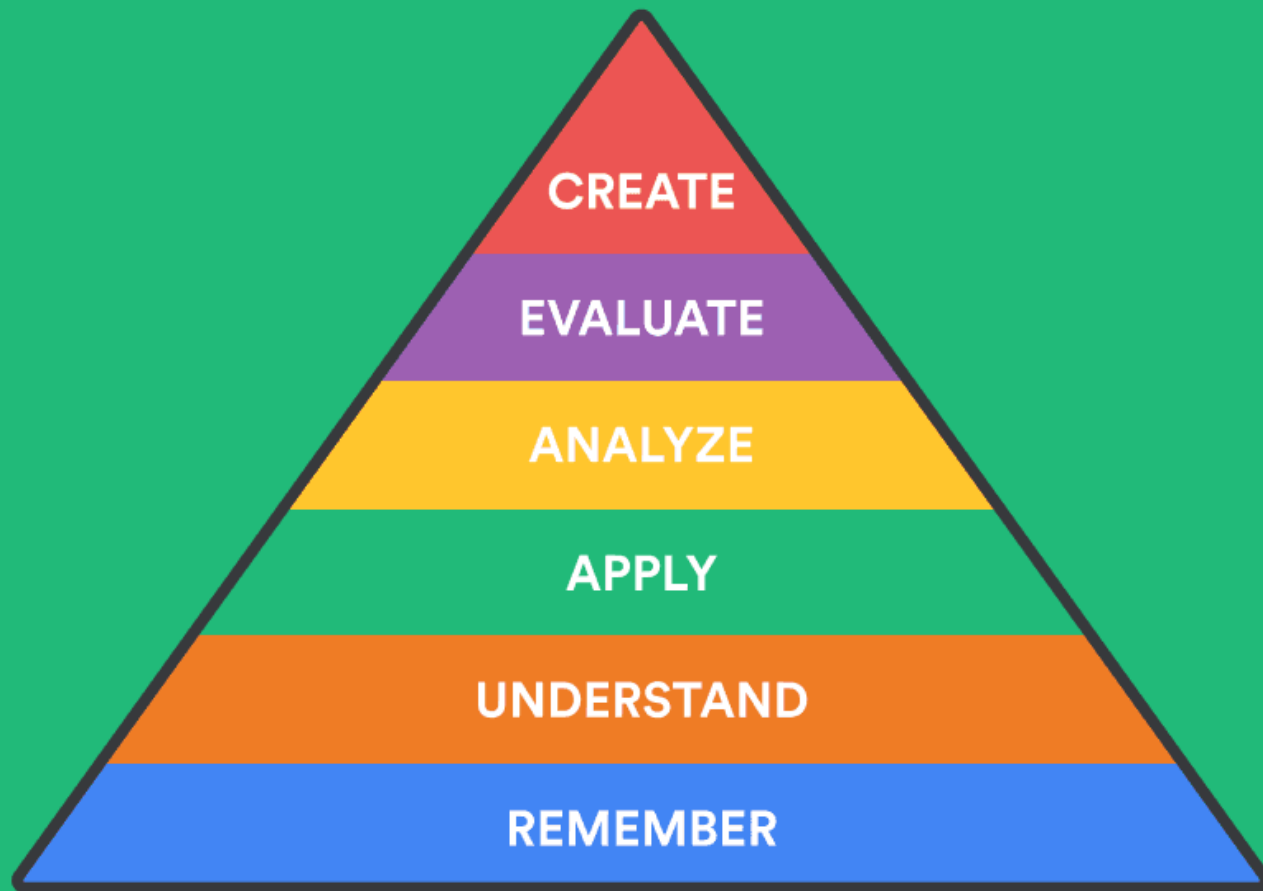 CREATE
EVALUATE
ANALYZE
APPLY
UNDERSTAND
REMEMBER